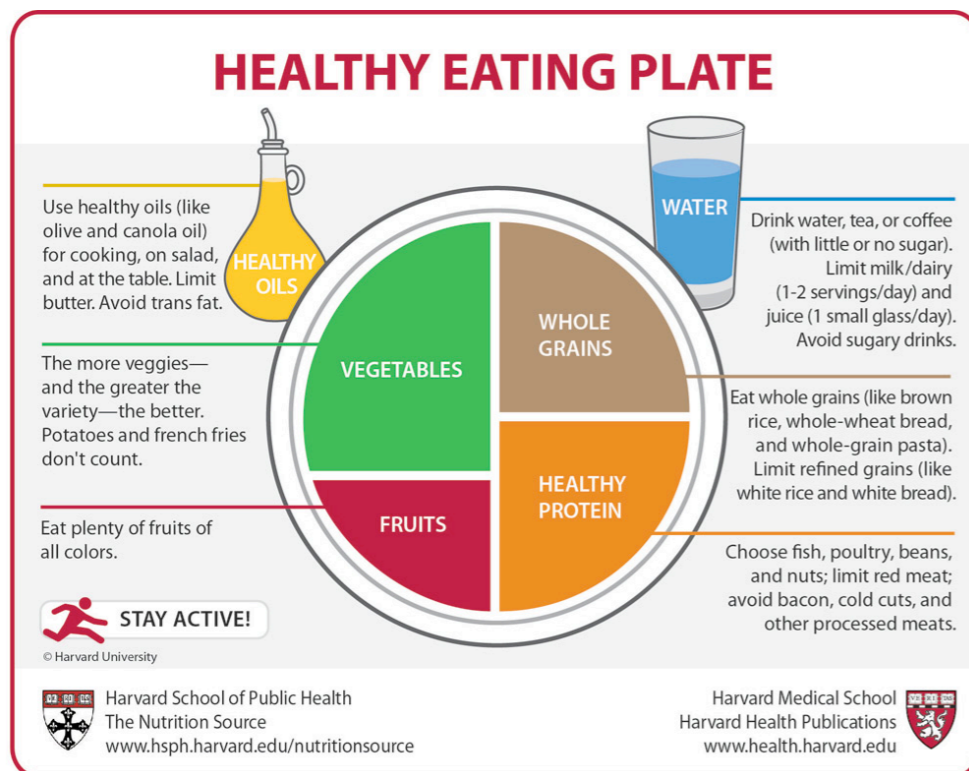 HEALTHY EATING PLATE
HEALTHY
OILS
Use healthy oils (like
olive and canola oil)
for cooking, on salad,
and at the table. Limit
butter. Avoid trans fat.
The more veggies—
and the greater the
variety—the better.
Potatoes and french fries
don't count.
Eat plenty of fruits of
all colors.
VEGETABLES
FRUITS
WHOLE
GRAINS
HEALTHY
PROTEIN
WATER
Drink water, tea, or coffee
(with little or no sugar).
Limit milk/dairy
(1-2 servings/day) and
juice (1 small glass/day).
Avoid sugary drinks.
Eat whole grains (like brown
rice, whole-wheat bread,
and whole-grain pasta).
Limit refined grains (like
white rice and white bread).
Choose fish, poultry, beans,
and nuts; limit red meat;
avoid bacon, cold cuts, and
other processed meats.
STAY ACTIVE!
© Harvard University
Harvard School of Public Health
The Nutrition Source
www.hsph.harvard.edu/nutritionsource
Harvard Medical School
Harvard Health Publications
www.health.harvard.edu